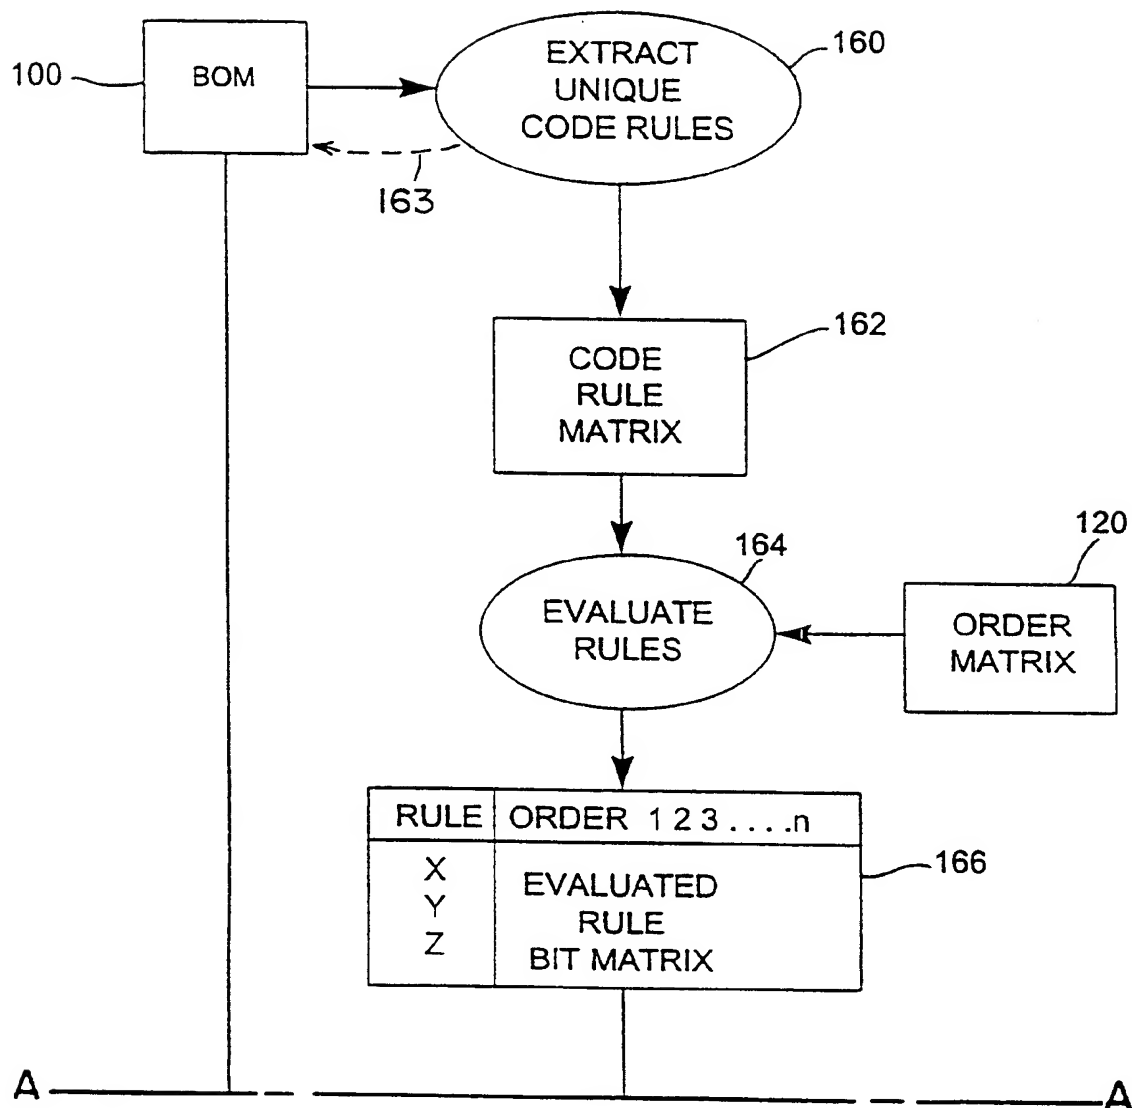 100
BOM
EXTRACT
UNIQUE
CODE RULES
160
163
CODE
RULE
MATRIX
162
164
EVALUATE
RULES
120
ORDER
MATRIX
RULE ORDER 1 2 3 . . . .n
X
Y
Z
EVALUATED
RULE
BIT MATRIX
166
A A